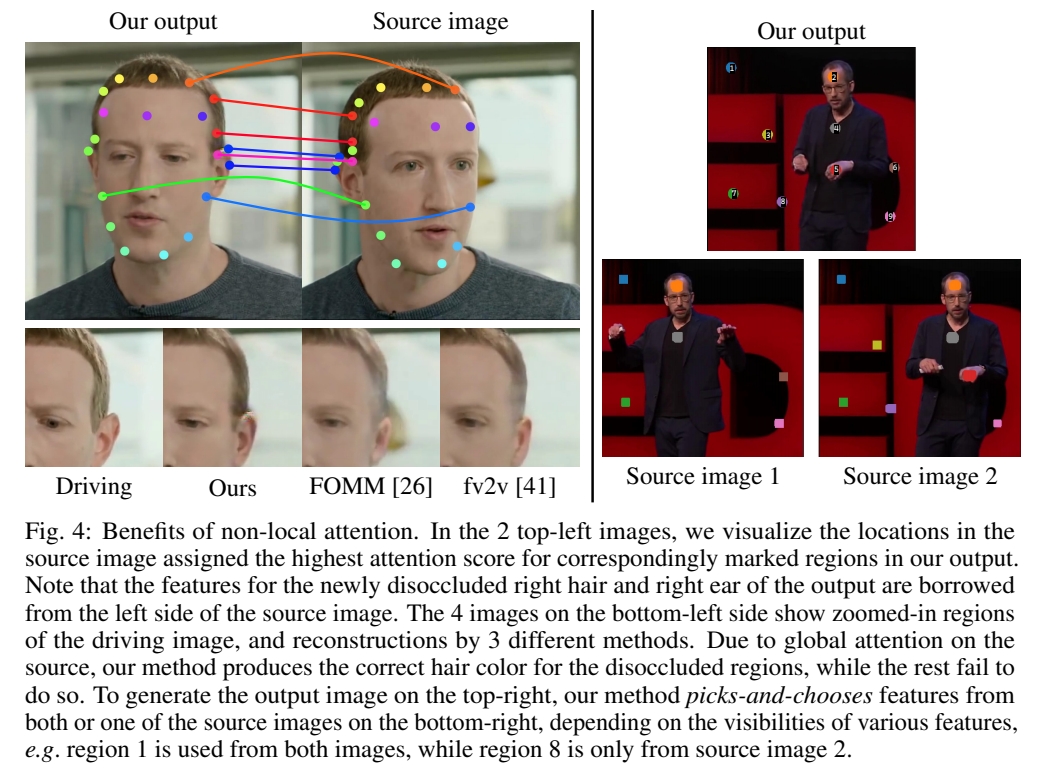 Our output
Source image
Our output
1
2
3
4
5
6
7
8
9
Driving
Ours
FOMM [26]
fv2v [41]
Source image 1
Source image 2
Fig. 4: Benefits of non-local attention. In the 2 top-left images, we visualize the locations in the
source image assigned the highest attention score for correspondingly marked regions in our output.
Note that the features for the newly disoccluded right hair and right ear of the output are borrowed
from the left side of the source image. The 4 images on the bottom-left side show zoomed-in regions
of the driving image, and reconstructions by 3 different methods. Due to global attention on the
source, our method produces the correct hair color for the disoccluded regions, while the rest fail to
do so. To generate the output image on the top-right, our method picks-and-chooses features from
both or one of the source images on the bottom-right, depending on the visibilities of various features,
e.g. region 1 is used from both images, while region 8 is only from source image 2.